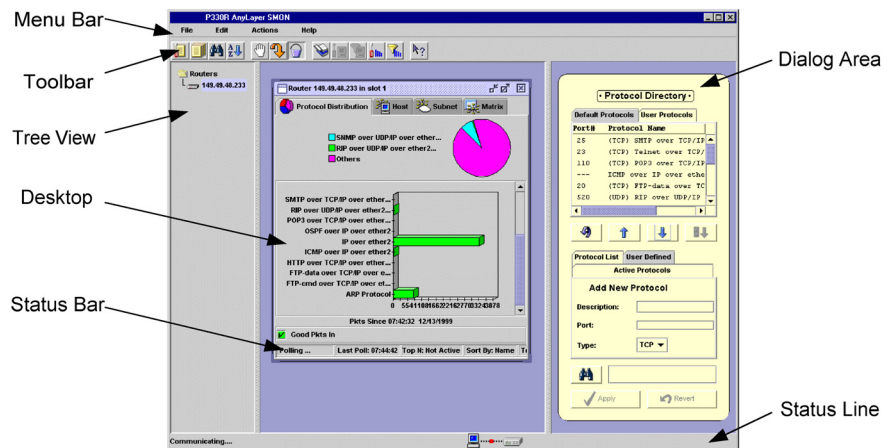 P330R AnyLayer SMON
Menu Bar
File Edit Actions Help
Toolbar
Dialog Area
Tree View
Routers
149.49.48.233
Desktop
Router 149.49.48.233 in slot 1
Protocol Distribution Host Subnet Matrix
SNMP over UDP/IP over ether...
RIP over UDP/IP over ether2...
Others
SMTP over TCP/IP over ether...
RIP over UDP/IP over ether2...
POP3 over TCP/IP over ether...
OSPF over IP over ether2
IP over ether2
ICMP over IP over ether2
HTTP over TCP/IP over ether...
FTP-data over TCP/IP over e...
FTP-cmd over TCP/IP over et...
ARP Protocol
0 554110816622216277033243878
Pkts Since 07:42:32 12/13/1999
Good Pkts In
Status Bar
Polling ... Last Poll: 07:44:42 Top N: Not Active Sort By: Name
Protocol Directory
Default Protocols User Protocols
Port# Protocol Name
25 (TCP) SMTP over TCP/IP
23 (TCP) Telnet over TCP/
110 (TCP) POP3 over TCP/IP
--- ICMP over IP over ethe
20 (TCP) FTP-data over TC
520 (UDP) RIP over UDP/IP
Protocol List User Defined
Active Protocols
Add New Protocol
Description:
Port:
Type: TCP
Apply Revert
Status Line
Communicating....